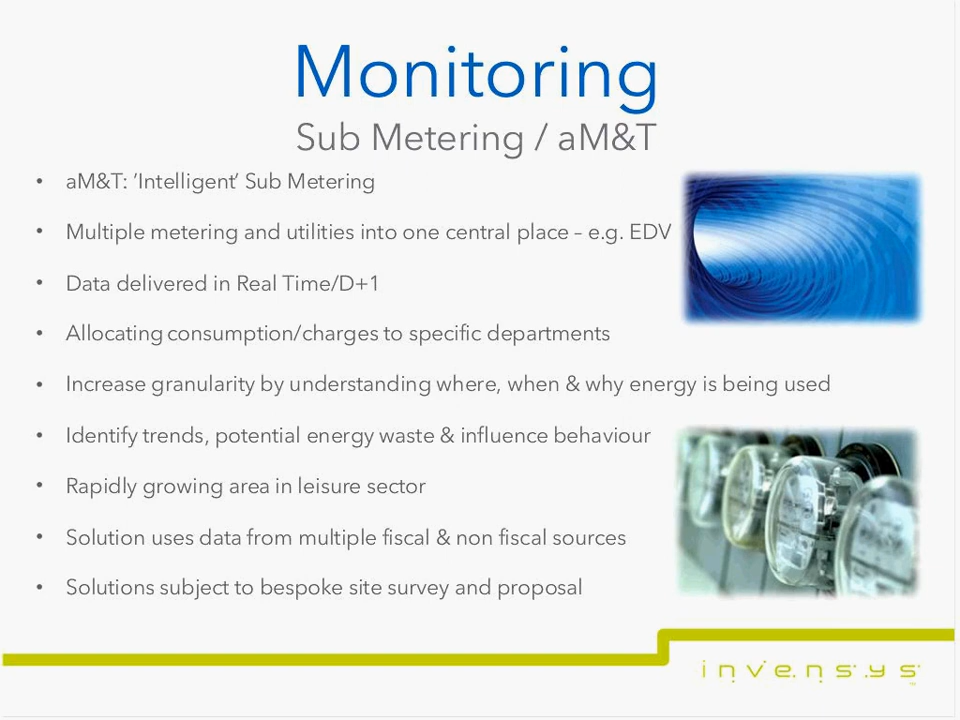 Monitoring
Sub Metering / aM&T
• aM&T: ‘Intelligent’ Sub Metering
• Multiple metering and utilities into one central place – e.g. EDV
• Data delivered in Real Time/D+1
• Allocating consumption/charges to specific departments
• Increase granularity by understanding where, when & why energy is being used
• Identify trends, potential energy waste & influence behaviour
• Rapidly growing area in leisure sector
• Solution uses data from multiple fiscal & non fiscal sources
• Solutions subject to bespoke site survey and proposal
invensys